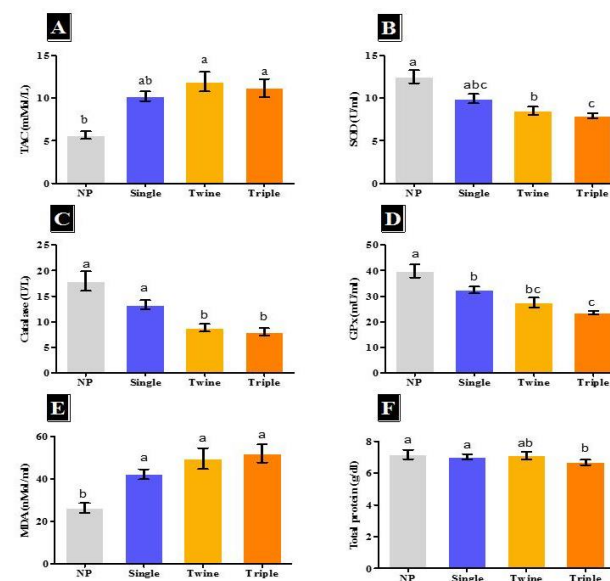 A
TAC (mMol/L)
15
10
5
0
b
ab
a
a
NP Single Twine Triple
B
SOD (U/ml)
15
10
5
0
a
abc
b
c
NP Single Twine Triple
C
Catalase (U/L)
25
20
15
10
5
0
a
a
b
b
NP Single Twine Triple
D
GPx (mU/ml)
50
40
30
20
10
0
a
b
bc
c
NP Single Twine Triple
E
MDA (nMol/ml)
60
40
20
0
b
a
a
a
NP Single Twine Triple
F
Total protein (g/dl)
8
6
4
2
0
a
a
ab
b
NP Single Twine Triple